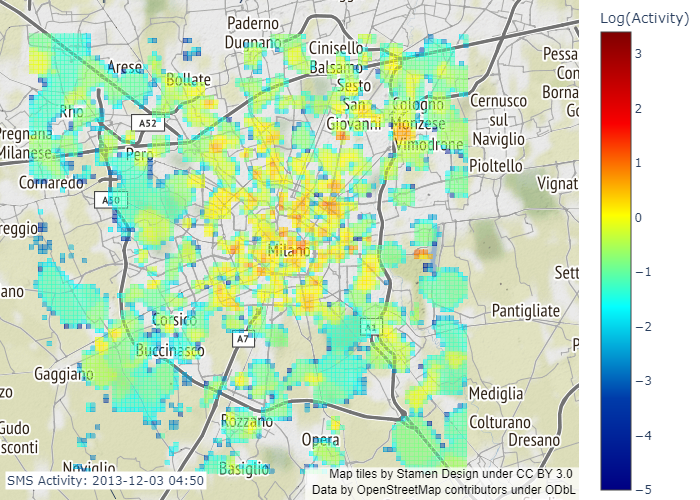 Log(Activity)
Paderno
Dugnano
Cinisello
Balsamo
Arese
Bollate
Sesto
San
Giovanni
Cologno
Monzese
Vimodrone
Cernusco
sul
Naviglio
Pessa
Con
Borna
Go
Rho
A52
Pregnana
Milanese
Pero
Pioltello
Cornaredo
Vignat
A50
reggio
Milano
Sett
ano
Pantigliate
Corsico
A7
A1
Buccinasco
P
Gaggiano
Mediglia
zo
Rozzano
Colturano
Gudo
sconti
Opera
Dresano
Noviglio
Basiglio
SMS Activity: 2013-12-03 04:50
Map tiles by Stamen Design under CC BY 3.0
Data by OpenStreetMap contributors under ODbL
3
2
1
0
−1
−2
−3
−4
−5